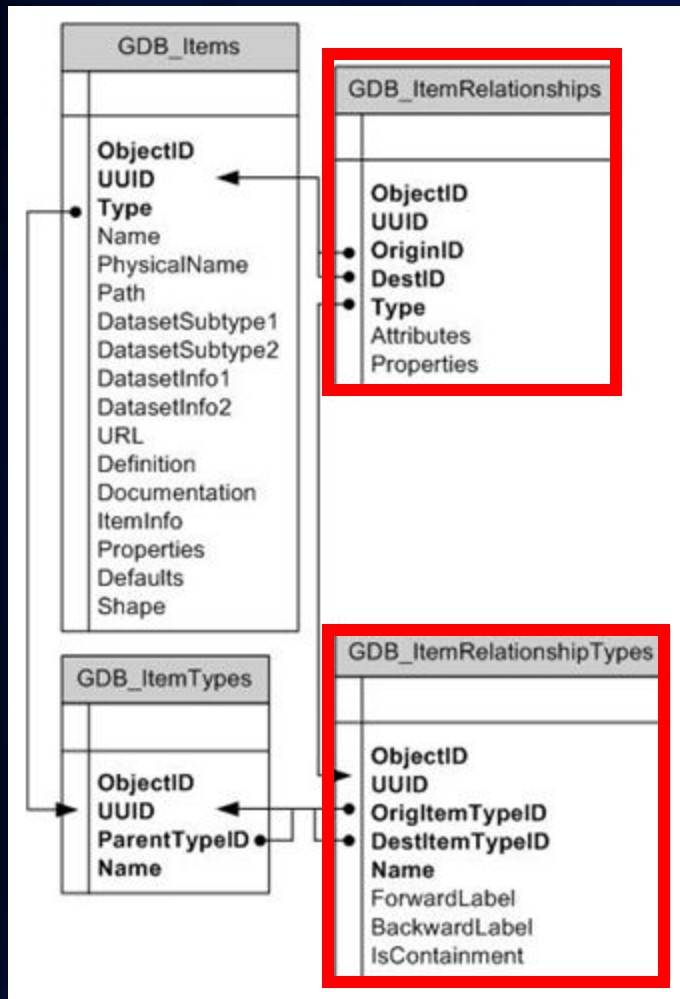 GDB_Items
ObjectID
UUID
Type
Name
PhysicalName
Path
DatasetSubtype1
DatasetSubtype2
DatasetInfo1
DatasetInfo2
URL
Definition
Documentation
ItemInfo
Properties
Defaults
Shape
GDB_ItemRelationships
ObjectID
UUID
OriginID
DestID
Type
Attributes
Properties
GDB_ItemTypes
ObjectID
UUID
ParentTypeID
Name
GDB_ItemRelationshipTypes
ObjectID
UUID
OrigItemTypeID
DestItemTypeID
Name
ForwardLabel
BackwardLabel
IsContainment